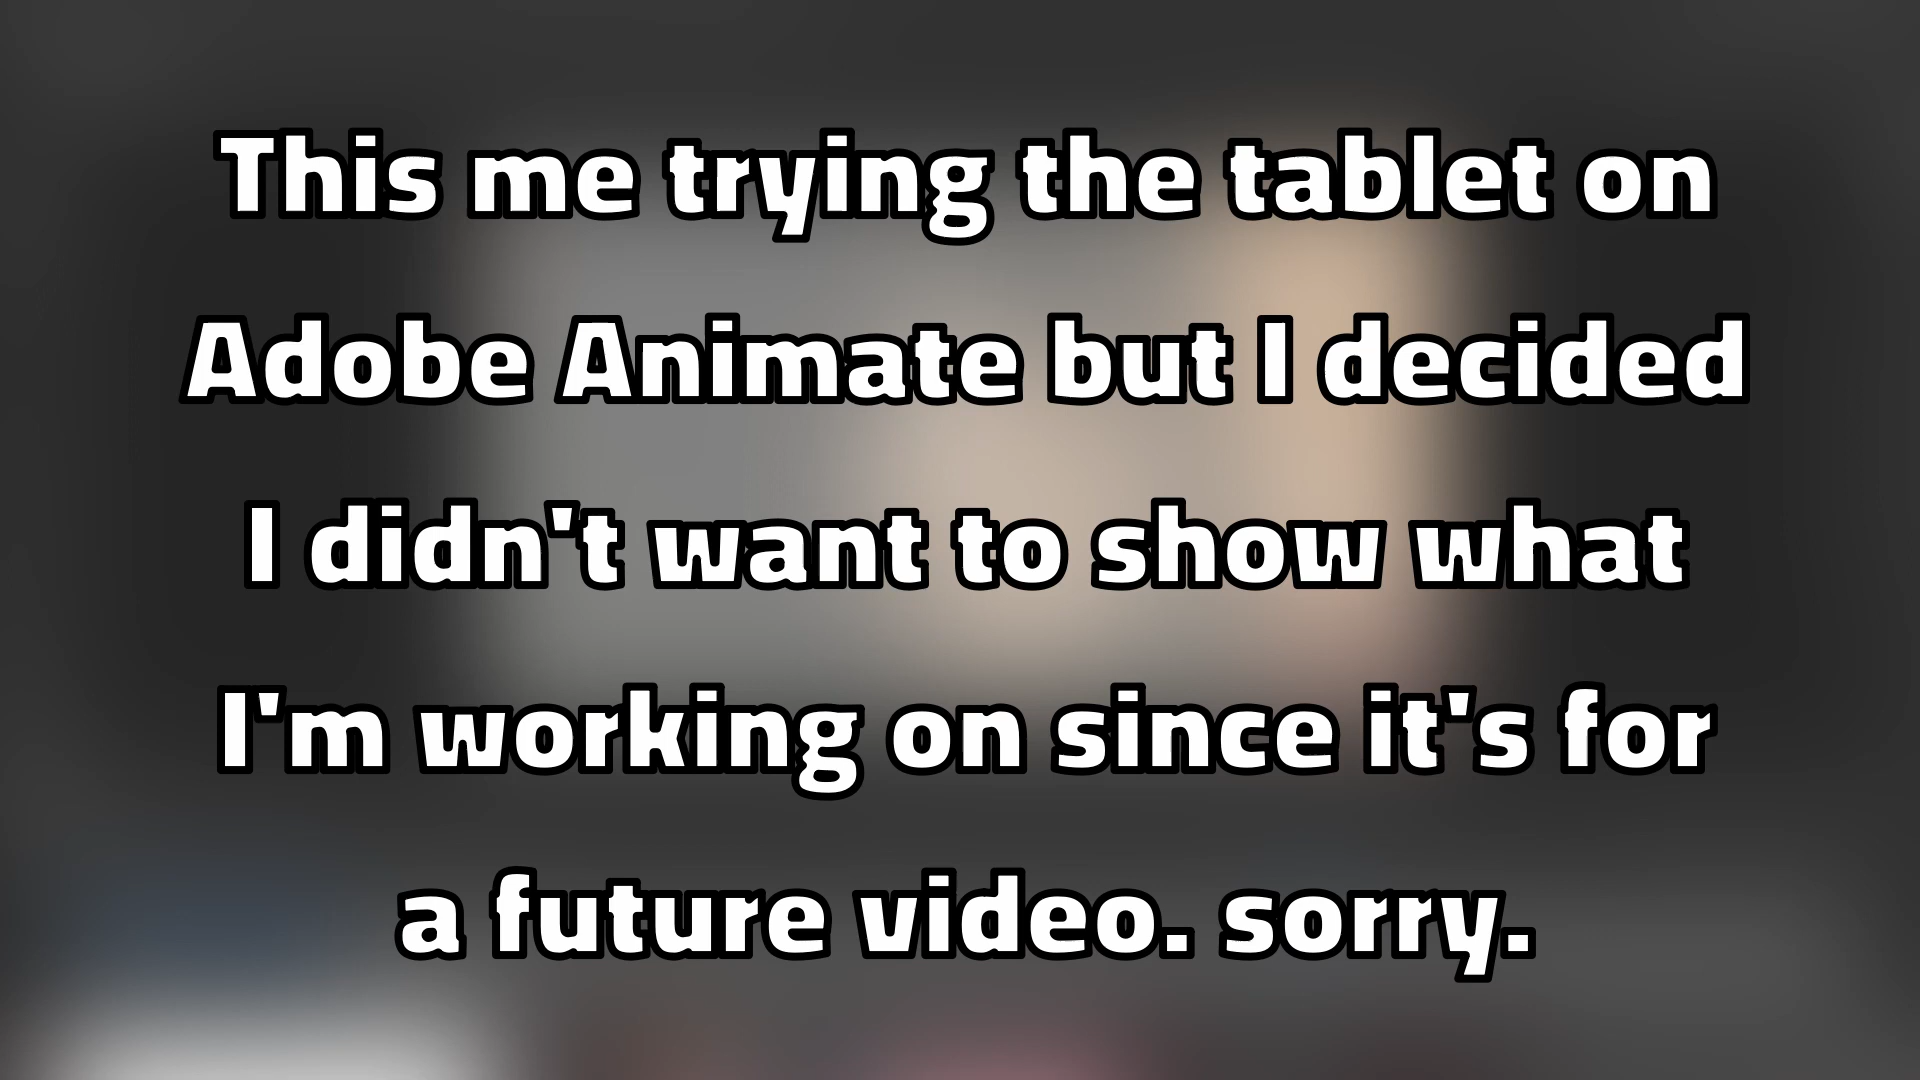 This me trying the tablet on
Adobe Animate but I decided
I didn't want to show what
I'm working on since it's for
a future video. sorry.